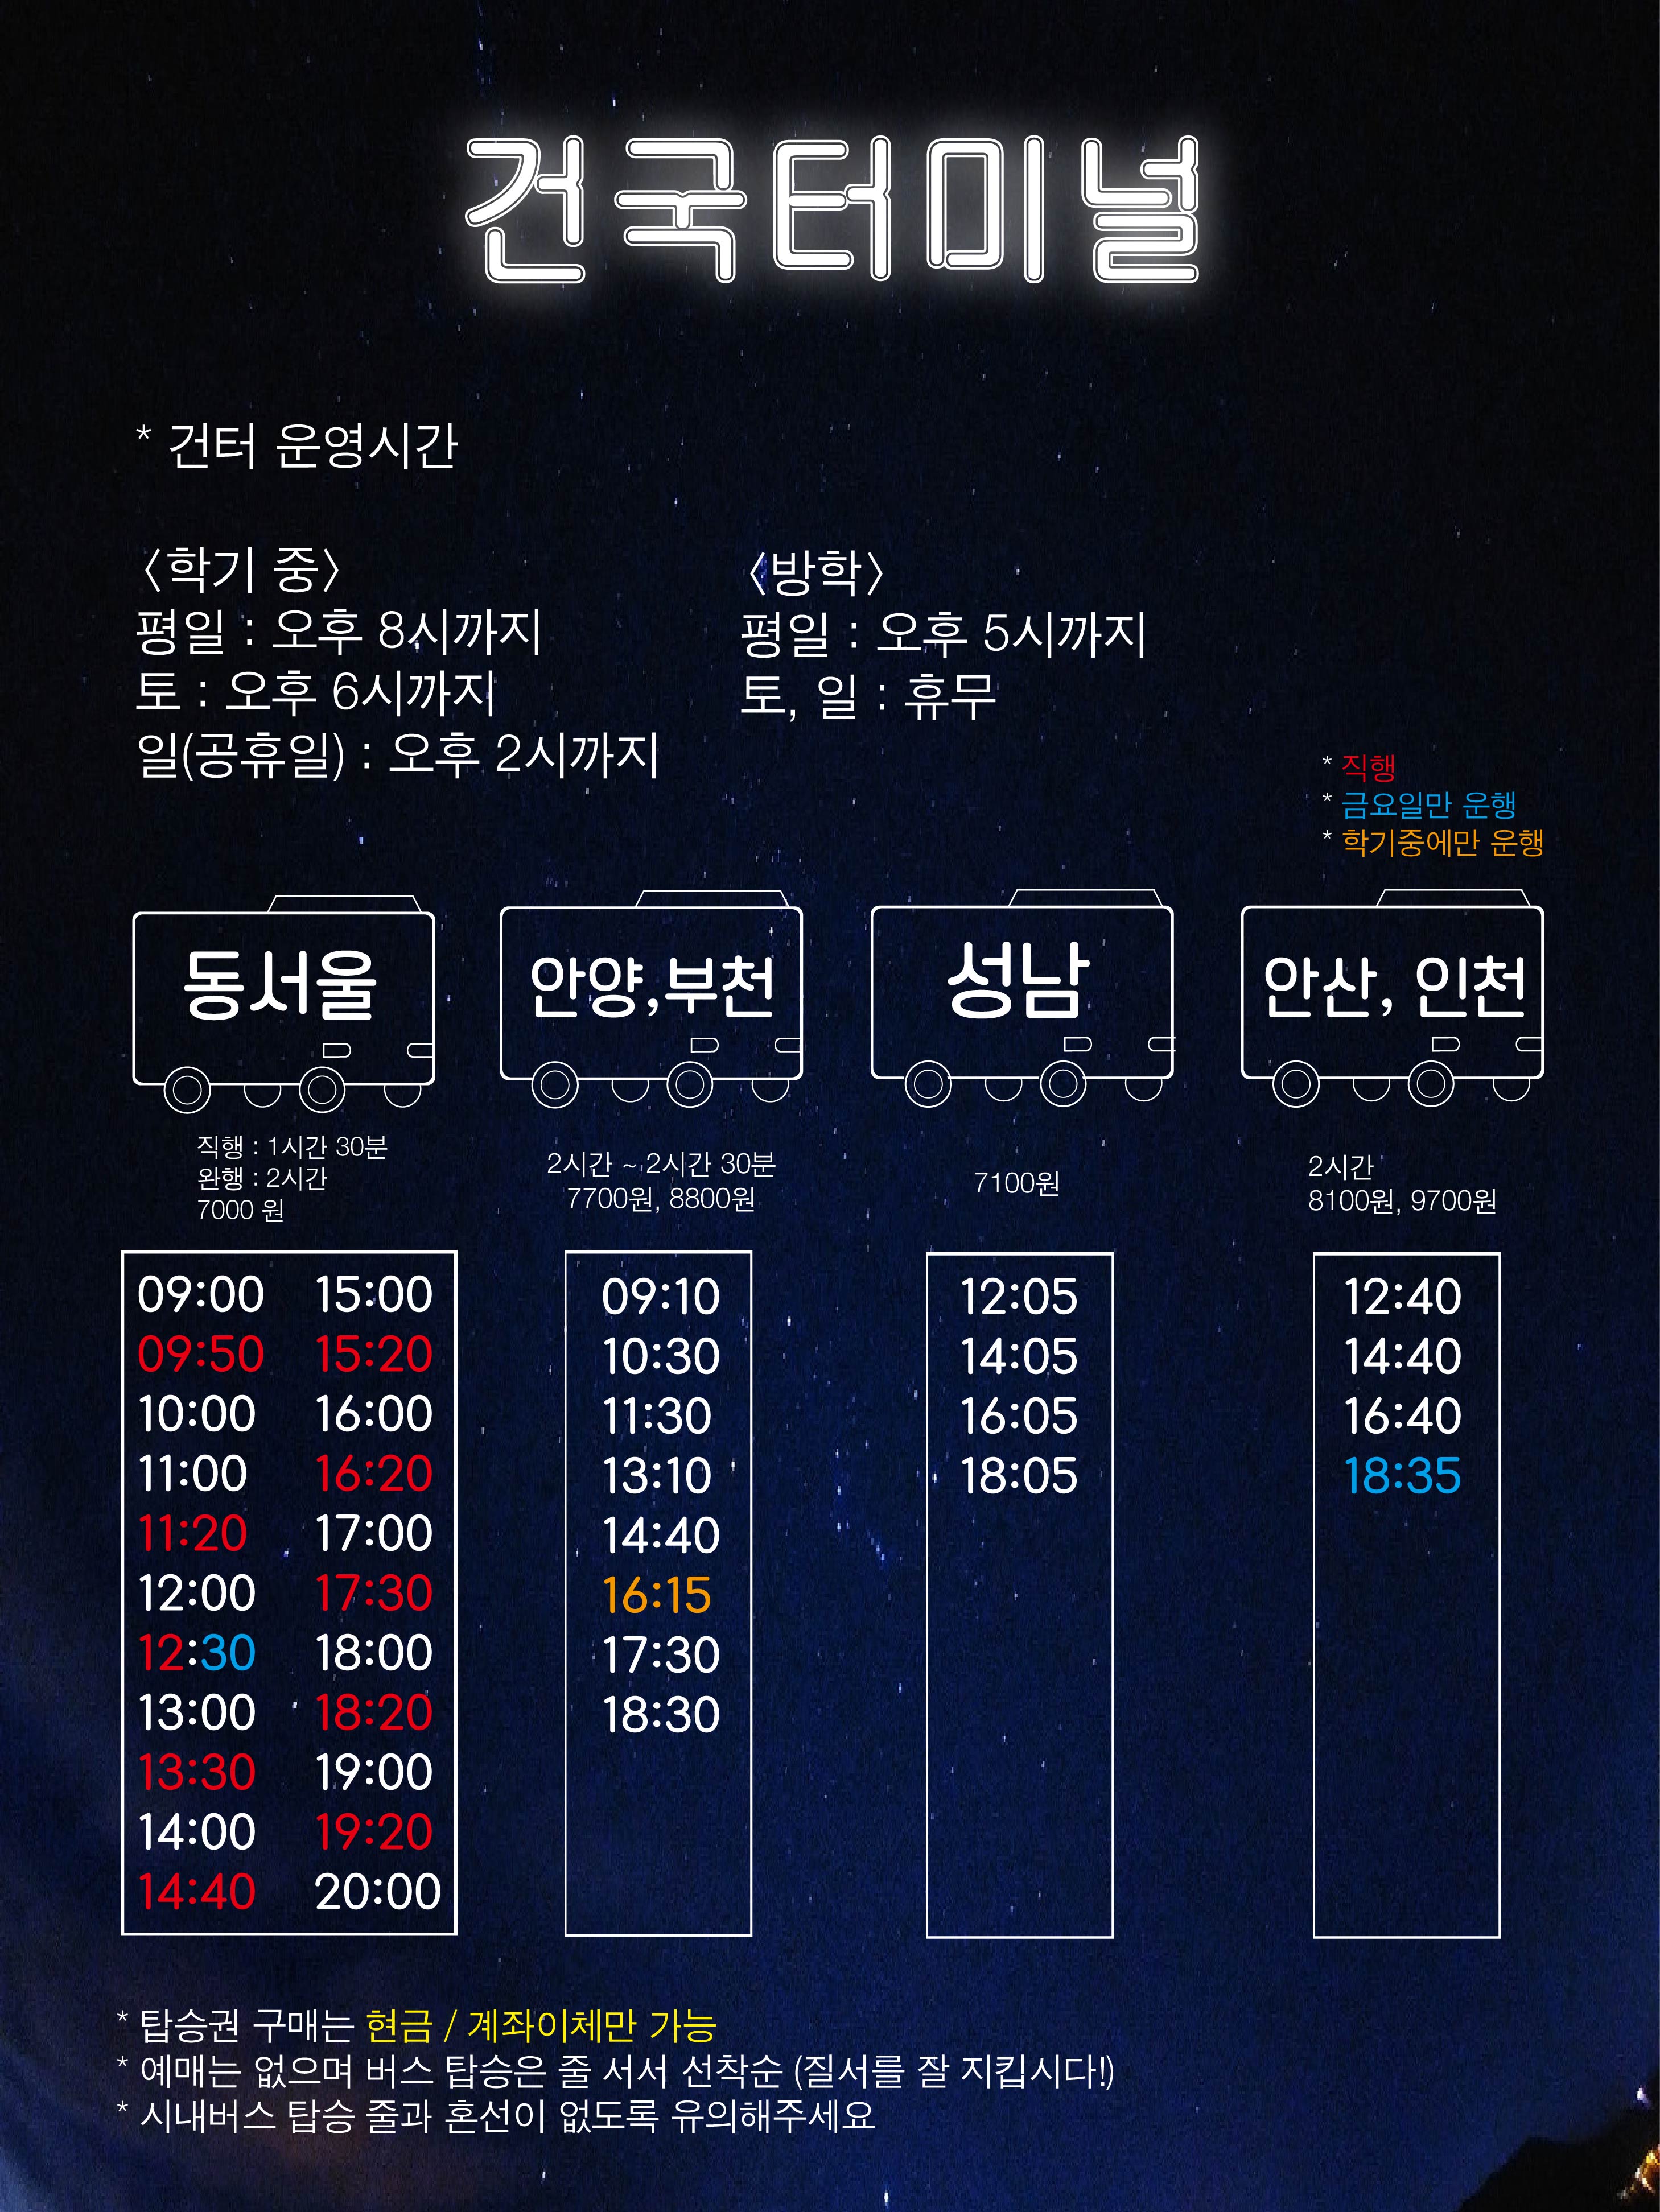 건국터미널
* 건터 운영시간
<학기 중>
평일 : 오후 8시까지
토 : 오후 6시까지
일(공휴일) : 오후 2시까지
<방학>
평일 : 오후 5시까지
토, 일 : 휴무
* 직행
* 금요일만 운행
* 학기중에만 운행
동서울
직행 : 1시간 30분
완행 : 2시간
7000 원
09:00 15:00
09:50 15:20
10:00 16:00
11:00 16:20
11:20 17:00
12:00 17:30
12:30 18:00
13:00 18:20
13:30 19:00
14:00 19:20
14:40 20:00
안양,부천
2시간 ~ 2시간 30분
7700원, 8800원
09:10
10:30
11:30
13:10
14:40
16:15
17:30
18:30
성남
7100원
12:05
14:05
16:05
18:05
안산, 인천
2시간
8100원, 9700원
12:40
14:40
16:40
18:35
* 탑승권 구매는 현금 / 계좌이체만 가능
* 예매는 없으며 버스 탑승은 줄 서서 선착순 (질서를 잘 지킵시다!)
* 시내버스 탑승 줄과 혼선이 없도록 유의해주세요